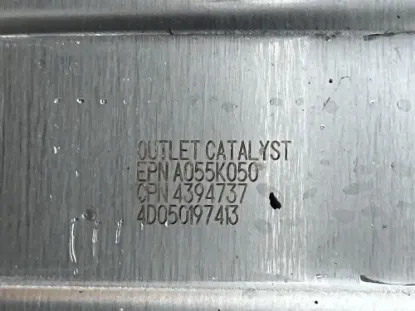 OUTLET CATALYST
EPN A055K050
CPN 4394737
4D050197413